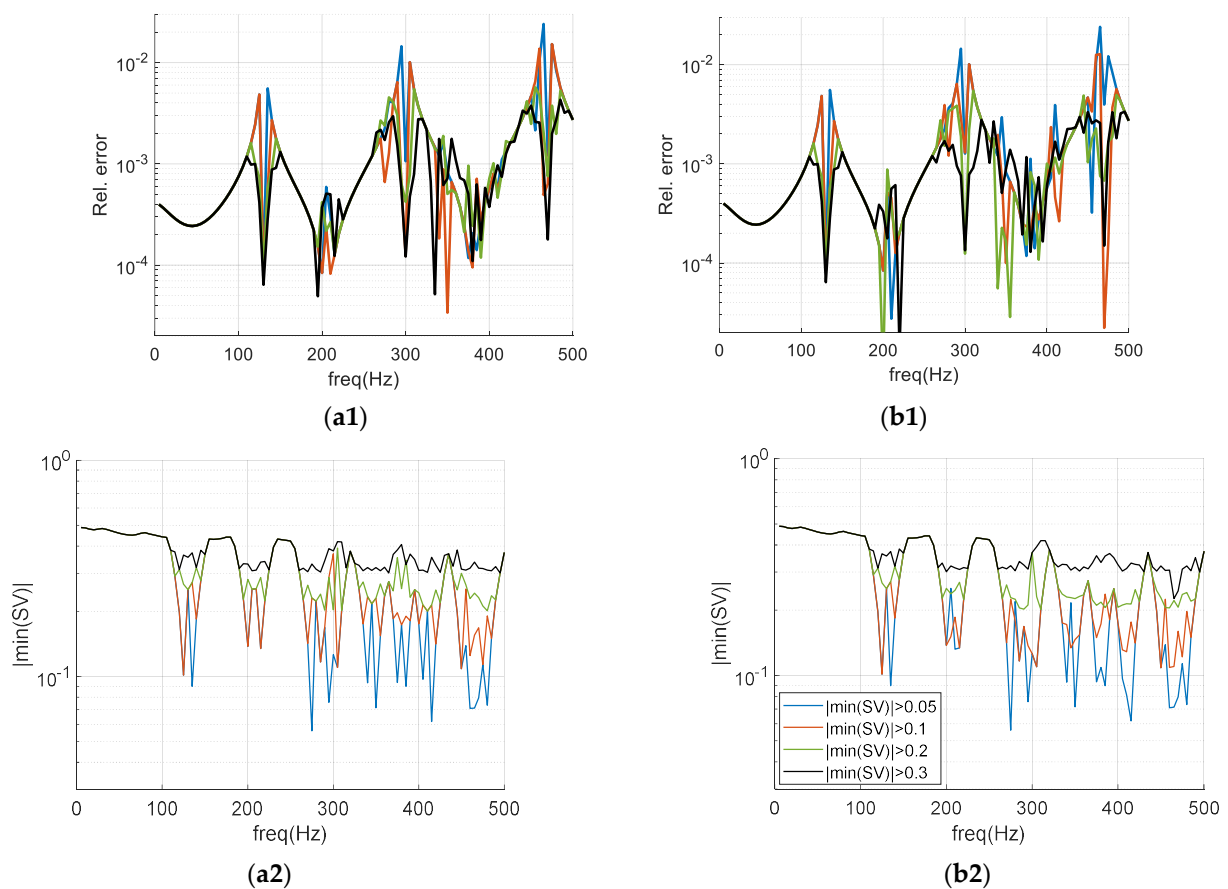 10^-2
10^-3
10^-4
Rel. error
0 100 200 300 400 500
freq(Hz)
(a1)
10^-2
10^-3
10^-4
Rel. error
0 100 200 300 400 500
freq(Hz)
(b1)
10^0
10^-1
|min(SV)|
0 100 200 300 400 500
freq(Hz)
(a2)
10^0
10^-1
|min(SV)|
|min(SV)|>0.05
|min(SV)|>0.1
|min(SV)|>0.2
|min(SV)|>0.3
0 100 200 300 400 500
freq(Hz)
(b2)